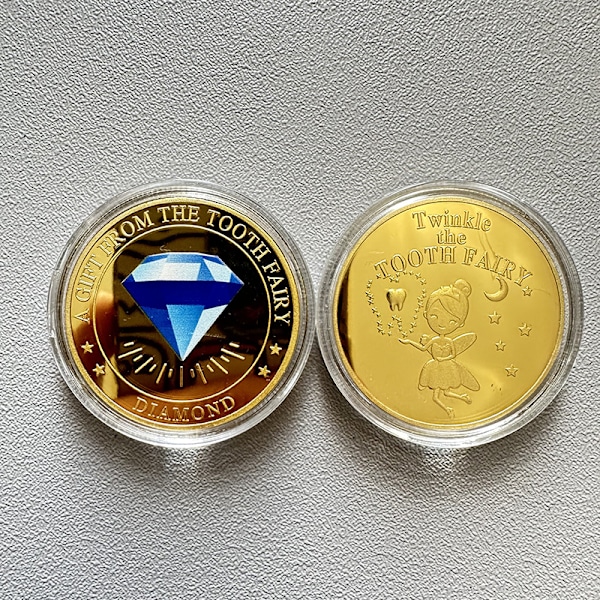 A GIFT FROM THE TOOTH FAIRY
DIAMOND
Twinkle
the
TOOTH FAIRY